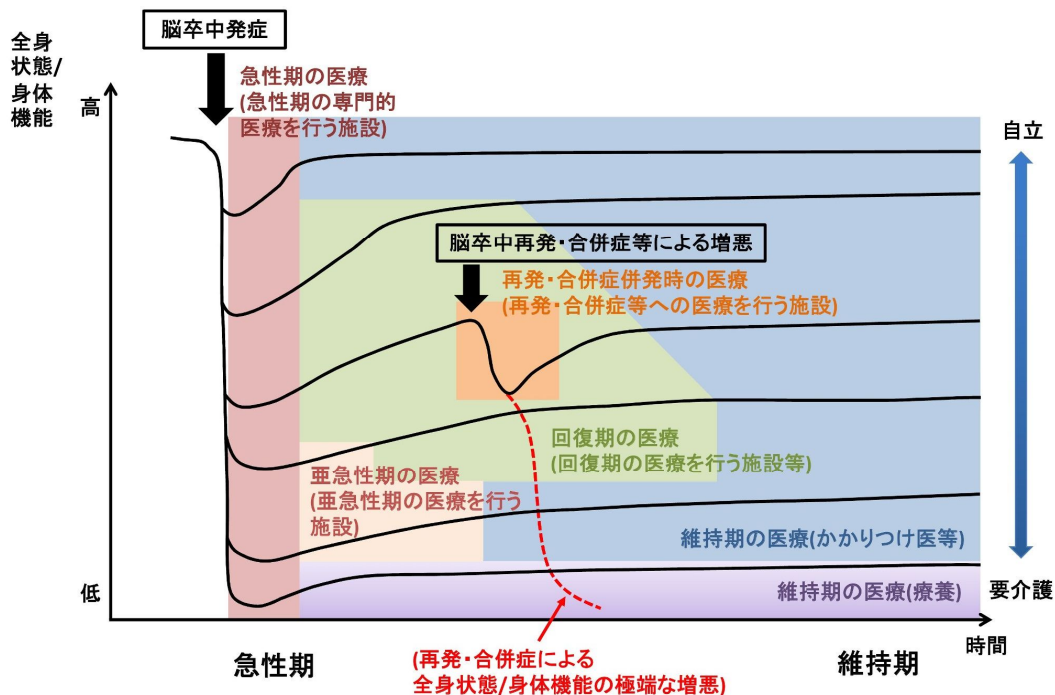 脳卒中発症
全身
状態/
身体
機能
高
急性期の医療
(急性期の専門的
医療を行う施設)
自立
脳卒中再発・合併症等による増悪
再発・合併症併発時の医療
(再発・合併症等への医療を行う施設)
回復期の医療
(回復期の医療を行う施設等)
亜急性期の医療
(亜急性期の医療を行う
施設)
維持期の医療(かかりつけ医等)
維持期の医療(療養)
低
要介護
時間
急性期
(再発・合併症による
全身状態/身体機能の極端な増悪)
維持期